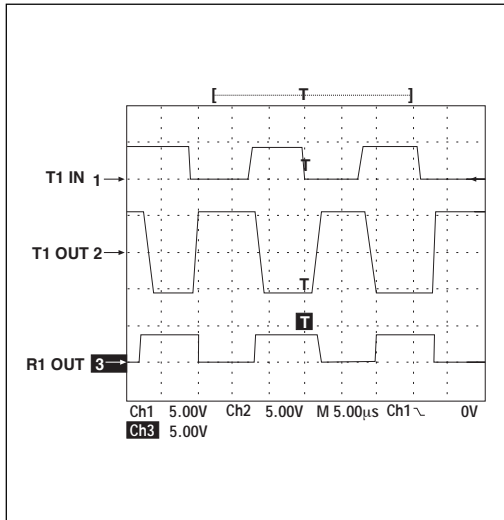 [ T ]
T1 IN 1
T
T1 OUT 2
T
T
R1 OUT 3
Ch1 5.00V Ch2 5.00V M 5.00μs Ch1 0V
Ch3 5.00V